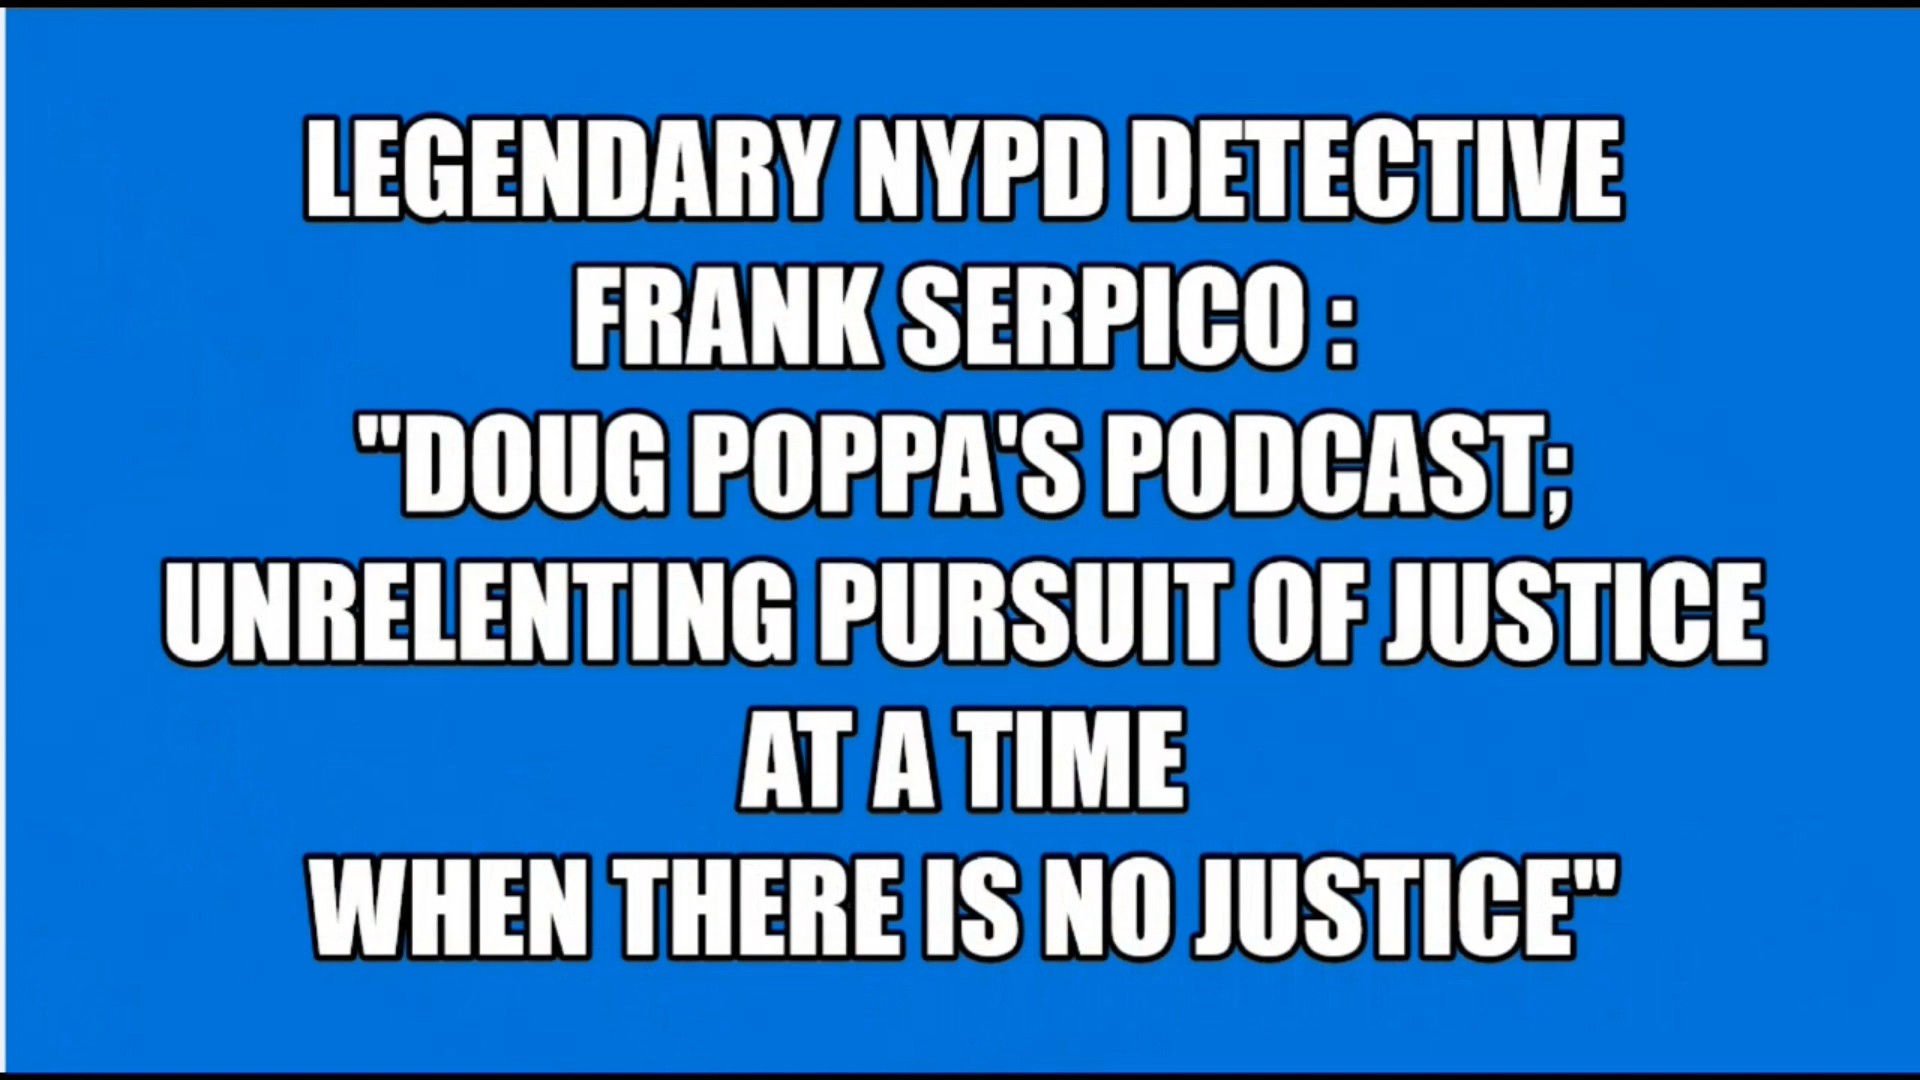 LEGENDARY NYPD DETECTIVE
FRANK SERPICO :
"DOUG POPPA'S PODCAST;
UNRELENTING PURSUIT OF JUSTICE
AT A TIME
WHEN THERE IS NO JUSTICE"